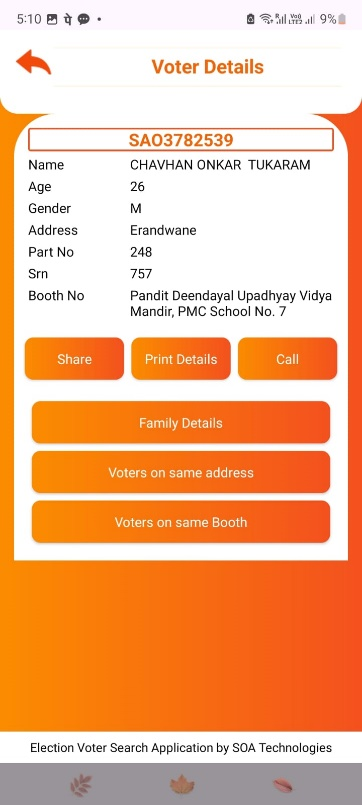 5:10 पे 9%
Voter Details
SAO3782539
Name CHAVHAN ONKAR TUKARAM
Age 26
Gender M
Address Erandwane
Part No 248
Srn 757
Booth No Pandit Deendayal Upadhyay Vidya
Mandir, PMC School No. 7
Share Print Details Call
Family Details
Voters on same address
Voters on same Booth
Election Voter Search Application by SOA Technologies